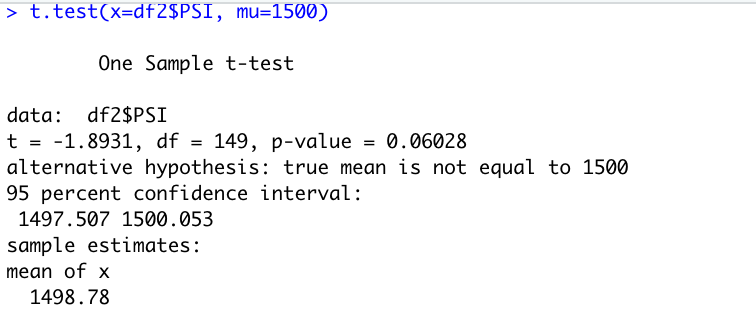 > t.test(x=df2$PSI, mu=1500)
One Sample t-test
data:  df2$PSI
t = -1.8931, df = 149, p-value = 0.06028
alternative hypothesis: true mean is not equal to 1500
95 percent confidence interval:
1497.507 1500.053
sample estimates:
mean of x
1498.78